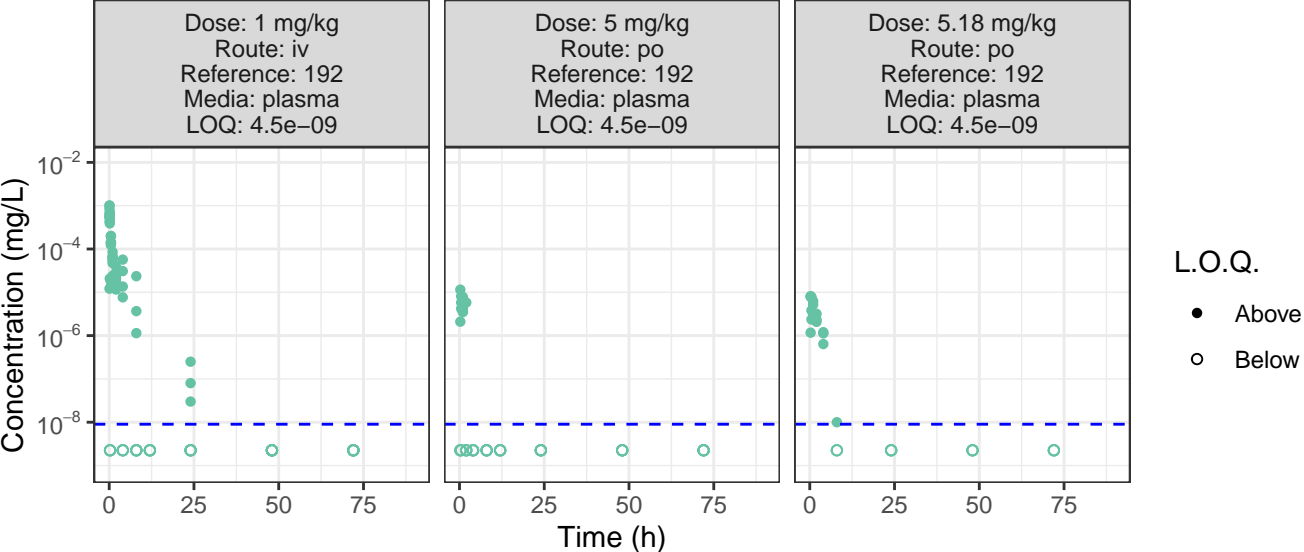 Dose: 1 mg/kg
Route: iv
Reference: 192
Media: plasma
LOQ: 4.5e−09
Dose: 5 mg/kg
Route: po
Reference: 192
Media: plasma
LOQ: 4.5e−09
Dose: 5.18 mg/kg
Route: po
Reference: 192
Media: plasma
LOQ: 4.5e−09
Concentration (mg/L)
10⁻²
10⁻⁴
10⁻⁶
10⁻⁸
0 25 50 75
0 25 50 75
0 25 50 75
Time (h)
L.O.Q.
Above
Below